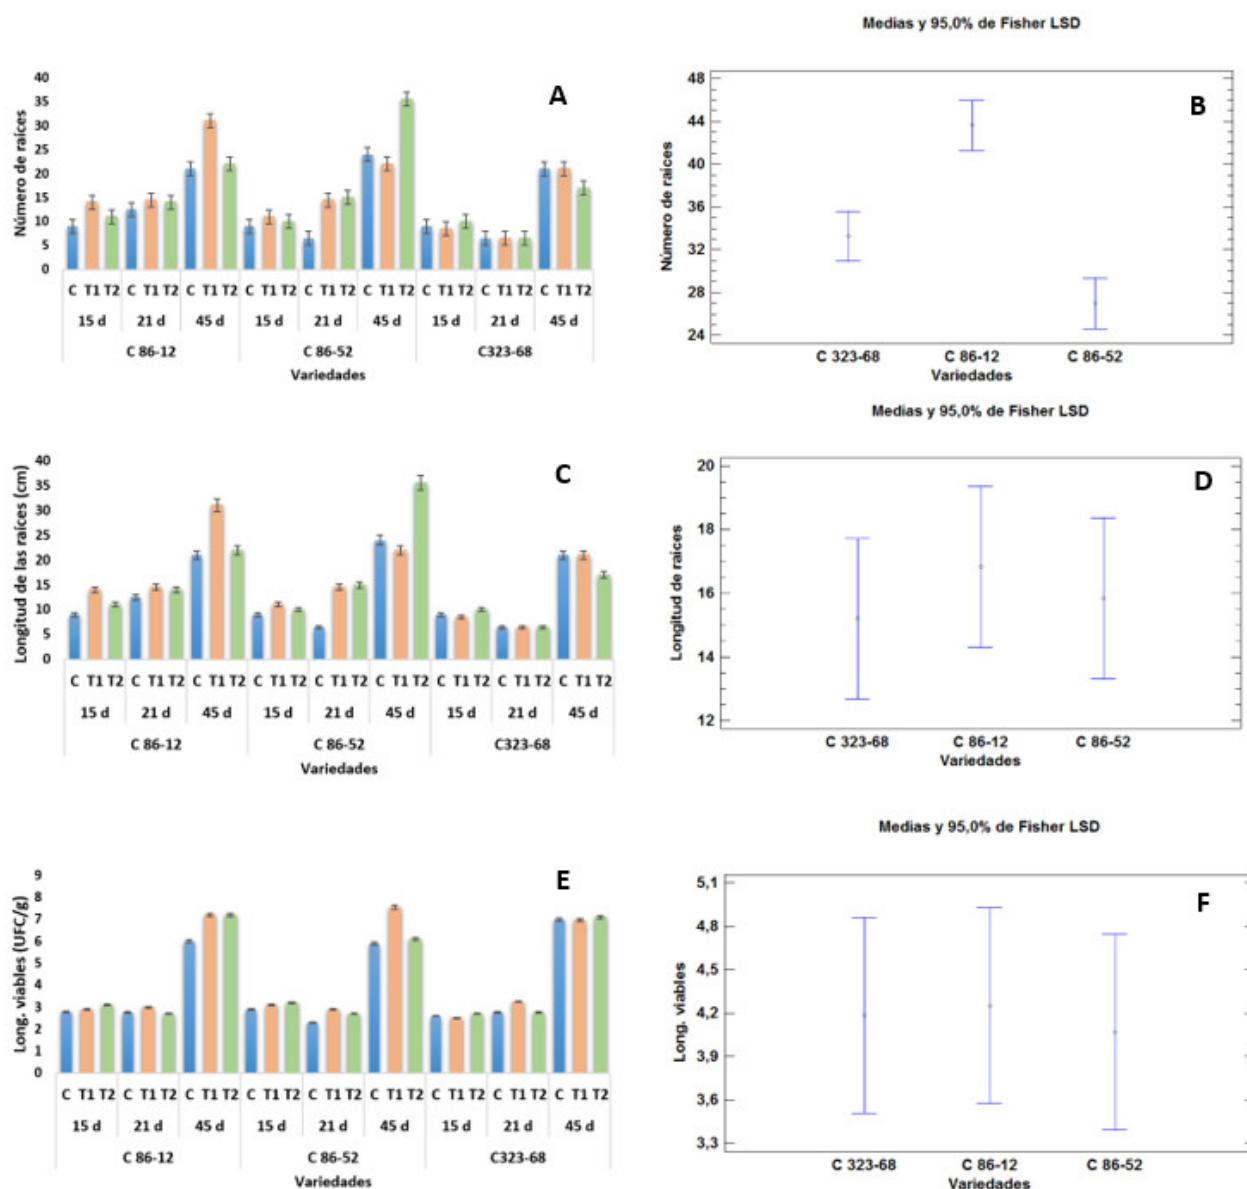 A
Número de raíces
40
35
30
25
20
15
10
5
0
C T1 T2 C T1 T2 C T1 T2 C T1 T2 C T1 T2 C T1 T2 C T1 T2 C T1 T2 C T1 T2
15 d 21 d 45 d 15 d 21 d 45 d 15 d 21 d 45 d
C 86-12 C 86-52 C323-68
Variedades
Medias y 95,0% de Fisher LSD
B
Número de raíces
48
44
40
36
32
28
24
C 323-68 C 86-12 C 86-52
Variedades
C
Longitud de las raíces (cm)
40
35
30
25
20
15
10
5
0
C T1 T2 C T1 T2 C T1 T2 C T1 T2 C T1 T2 C T1 T2 C T1 T2 C T1 T2 C T1 T2
15 d 21 d 45 d 15 d 21 d 45 d 15 d 21 d 45 d
C 86-12 C 86-52 C323-68
Variedades
Medias y 95,0% de Fisher LSD
D
Longitud de raíces
20
18
16
14
12
C 323-68 C 86-12 C 86-52
Variedades
E
Long. viables (UFC/g)
9
8
7
6
5
4
3
2
1
0
C T1 T2 C T1 T2 C T1 T2 C T1 T2 C T1 T2 C T1 T2 C T1 T2 C T1 T2 C T1 T2
15 d 21 d 45 d 15 d 21 d 45 d 15 d 21 d 45 d
C 86-12 C 86-52 C323-68
Variedades
Medias y 95,0% de Fisher LSD
F
Long. viables
5,1
4,8
4,5
4,2
3,9
3,6
3,3
C 323-68 C 86-12 C 86-52
Variedades